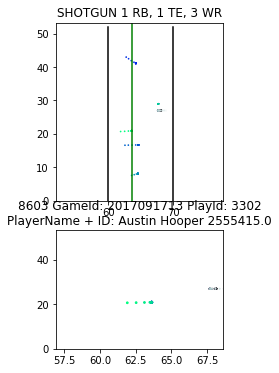 SHOTGUN 1 RB, 1 TE, 3 WR
50
40
30
20
10
0
60 70
8603 GameId: 2017091713 PlayId: 3302
PlayerName + ID: Austin Hooper 2555415.0
40
20
0
57.5 60.0 62.5 65.0 67.5